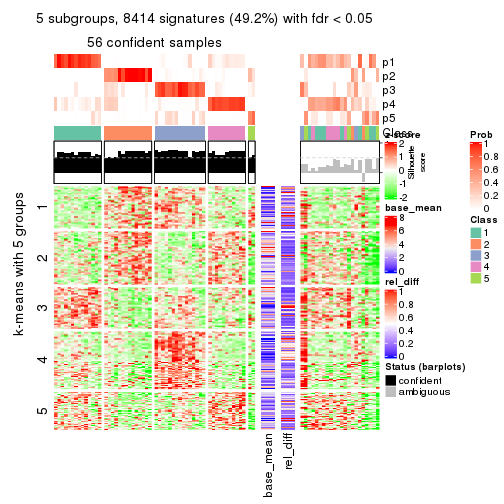 5 subgroups, 8414 signatures (49.2%) with fdr < 0.05
56 confident samples
p1
p2
p3
p4
p5
Class
Silhouette
score
z-score
2
1
0
-1
-2
base_mean
8
6
4
2
0
rel_diff
1
0.8
0.6
0.4
0.2
0
Status (barplots)
confident
ambiguous
Prob
1
0.8
0.6
0.4
0.2
0
Class
1
2
3
4
5
k-means with 5 groups
1
2
3
4
5
base_mean
rel_diff